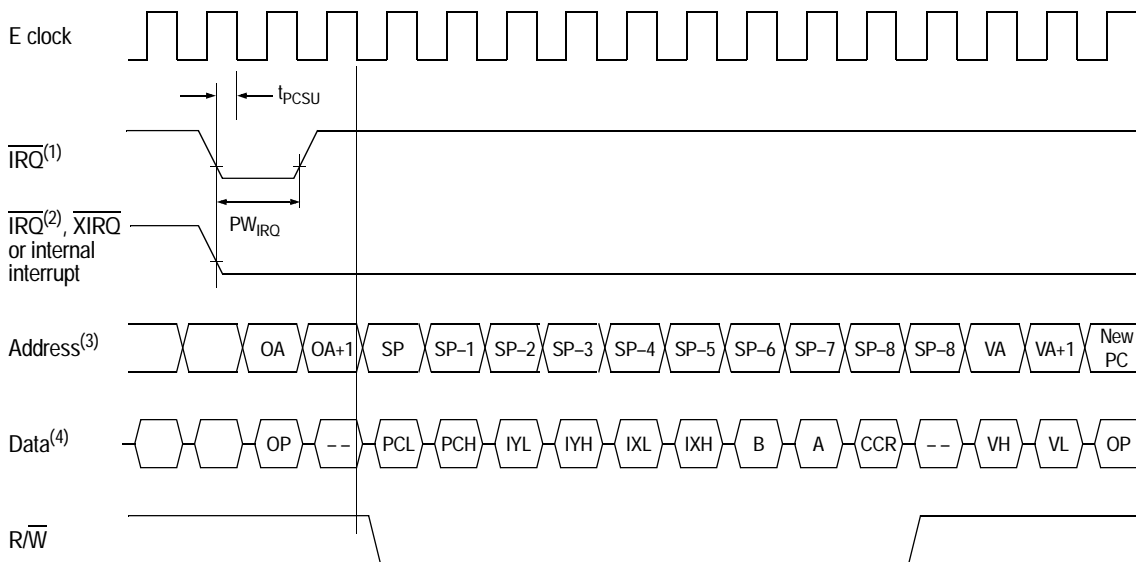 E clock
tPCSU
IRQ(1)
PWIRQ
IRQ(2), XIRQ
or internal
interrupt
Address(3) OA OA+1 SP SP–1 SP–2 SP–3 SP–4 SP–5 SP–6 SP–7 SP–8 SP–8 VA VA+1 New PC
Data(4) OP – – PCL PCH IYL IYH IXL IXH B A CCR – – VH VL OP
R/W